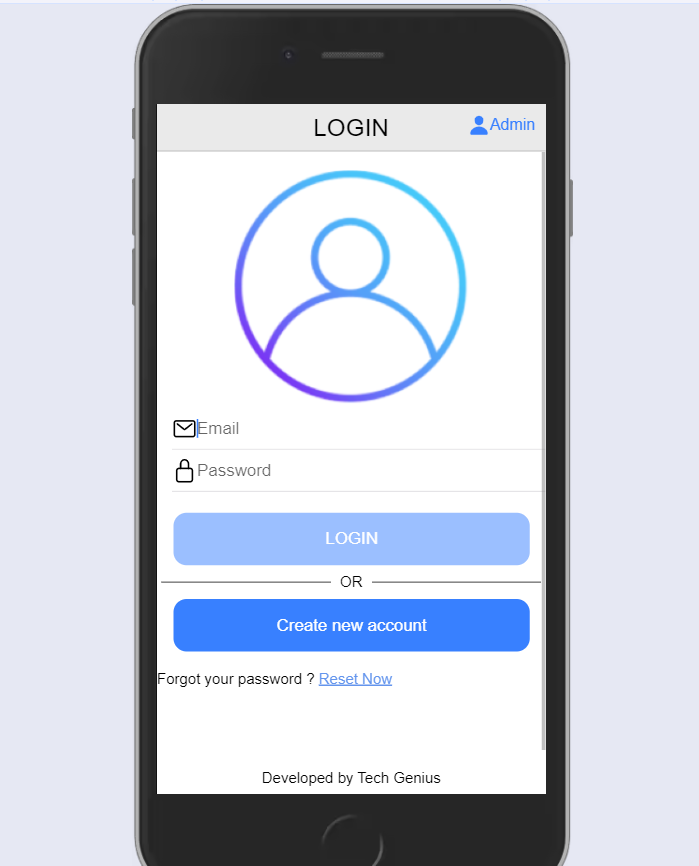 LOGIN
Admin
Email
Password
LOGIN
OR
Create new account
Forgot your password ? Reset Now
Developed by Tech Genius